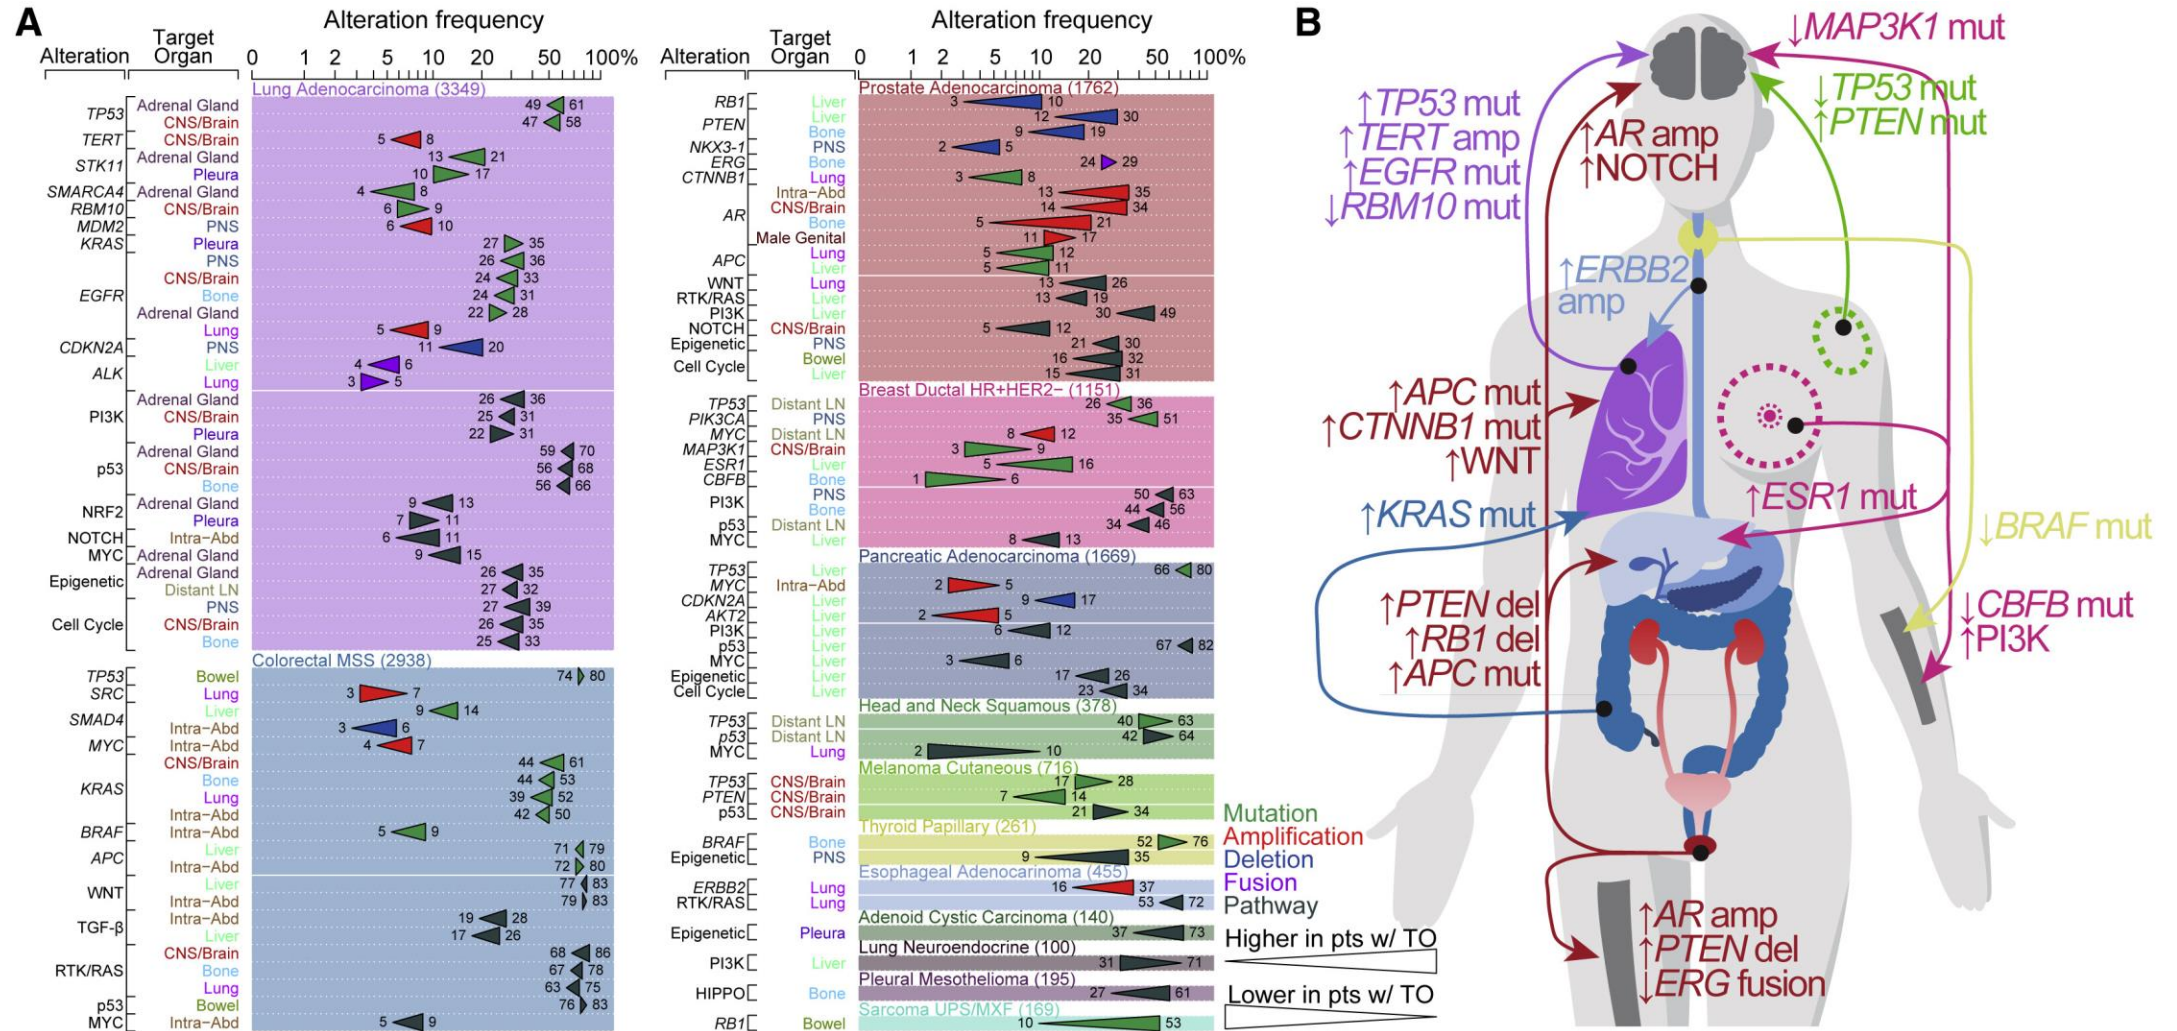 A
Alteration frequency
Alteration
Target Organ
0 1 2 5 10 20 50 100%
Lung Adenocarcinoma (3349)
TP53 Adrenal Gland 49 61
CNS/Brain 47 58
TERT CNS/Brain 5 8
STK11 Adrenal Gland 13 21
Pleura 10 17
SMARCA4 Adrenal Gland 4 8
RBM10 CNS/Brain 6 9
MDM2 PNS 6 10
KRAS Pleura 27 35
EGFR PNS 26 36
CNS/Brain 24 33
Bone 24 31
Adrenal Gland 22 28
Lung 5 9
CDKN2A PNS 11 20
ALK Liver 4 6
Lung 3 5
PI3K Adrenal Gland 26 36
CNS/Brain 25 31
Pleura 22 31
p53 Adrenal Gland 59 70
CNS/Brain 56 68
Bone 56 66
NRF2 Adrenal Gland 9 13
Pleura 7 11
NOTCH Intra-Abd 6 11
MYC Adrenal Gland 9 15
Epigenetic Adrenal Gland 26 35
Distant LN 27 32
Cell Cycle PNS 27 39
CNS/Brain 26 35
Bone 25 33
Colorectal MSS (2938)
TP53 Bowel 74 80
SRC Lung 3 7
SMAD4 Liver 9 14
Intra-Abd 3 6
MYC Intra-Abd 4 7
KRAS CNS/Brain 44 61
Bone 44 53
Lung 39 52
Intra-Abd 42 50
BRAF Intra-Abd 5 9
APC Liver 71 79
Intra-Abd 72 80
WNT Liver 77 83
Intra-Abd 79 83
TGF-β Intra-Abd 19 28
Liver 17 26
RTK/RAS CNS/Brain 68 86
Bone 67 78
Lung 63 75
p53 Bowel 76 83
MYC Intra-Abd 5 9
Alteration frequency
Alteration
Target Organ
0 1 2 5 10 20 50 100%
Prostate Adenocarcinoma (1762)
RB1 Liver 3 10
PTEN Liver 12 30
Bone 9 19
NKX3-1 PNS 2 5
ERG Bone 24 29
CTNNB1 Lung 3 8
AR Intra-Abd 13 35
CNS/Brain 14 34
Bone 5 21
Male Genital 11 17
APC Lung 5 12
Liver 5 11
WNT Lung 13 26
RTK/RAS Liver 13 19
PI3K Liver 30 49
NOTCH CNS/Brain 5 12
Epigenetic PNS 21 30
Cell Cycle Bowel 16 32
Liver 15 31
Breast Ductal HR+HER2- (1151)
TP53 Distant LN 26 36
PIK3CA PNS 35 51
MYC Distant LN 8 12
MAP3K1 CNS/Brain 3 9
ESR1 Liver 5 16
CBFB Bone 1 6
PI3K PNS 50 63
Bone 44 56
p53 Distant LN 34 46
MYC Liver 8 13
Pancreatic Adenocarcinoma (1669)
TP53 Liver 66 80
MYC Intra-Abd 2 5
CDKN2A Liver 9 17
AKT2 Liver 2 5
PI3K Liver 6 12
p53 Liver 67 82
MYC Liver 3 6
Epigenetic Liver 17 26
Cell Cycle Liver 23 34
Head and Neck Squamous (378)
TP53 Distant LN 40 63
p53 Distant LN 42 64
MYC Lung 2 10
Melanoma Cutaneous (716)
TP53 CNS/Brain 17 28
PTEN CNS/Brain 7 14
p53 CNS/Brain 21 34
Thyroid Papillary (261)
BRAF Bone 52 76
Epigenetic PNS 9 35
Esophageal Adenocarinoma (455)
ERBB2 Lung 16 37
RTK/RAS Lung 53 72
Adenoid Cystic Carcinoma (140)
Epigenetic Pleura 37 73
Lung Neuroendocrine (100)
PI3K Liver 31 71
Pleural Mesothelioma (195)
HIPPO Bone 27 61
Sarcoma UPS/MXF (169)
RB1 Bowel 10 53
Mutation
Amplification
Deletion
Fusion
Pathway
Higher in pts w/ TO
Lower in pts w/ TO
B
↓MAP3K1 mut
↑TP53 mut
↑TERT amp
↑EGFR mut
↓RBM10 mut
↑AR amp
↑NOTCH
↓TP53 mut
↑PTEN mut
↑ERBB2
amp
↑APC mut
↑CTNNB1 mut
↑WNT
↑KRAS mut
↑ESR1 mut
↓BRAF mut
↑PTEN del
↑RB1 del
↑APC mut
↓CBFB mut
↑PI3K
↑AR amp
↑PTEN del
↓ERG fusion